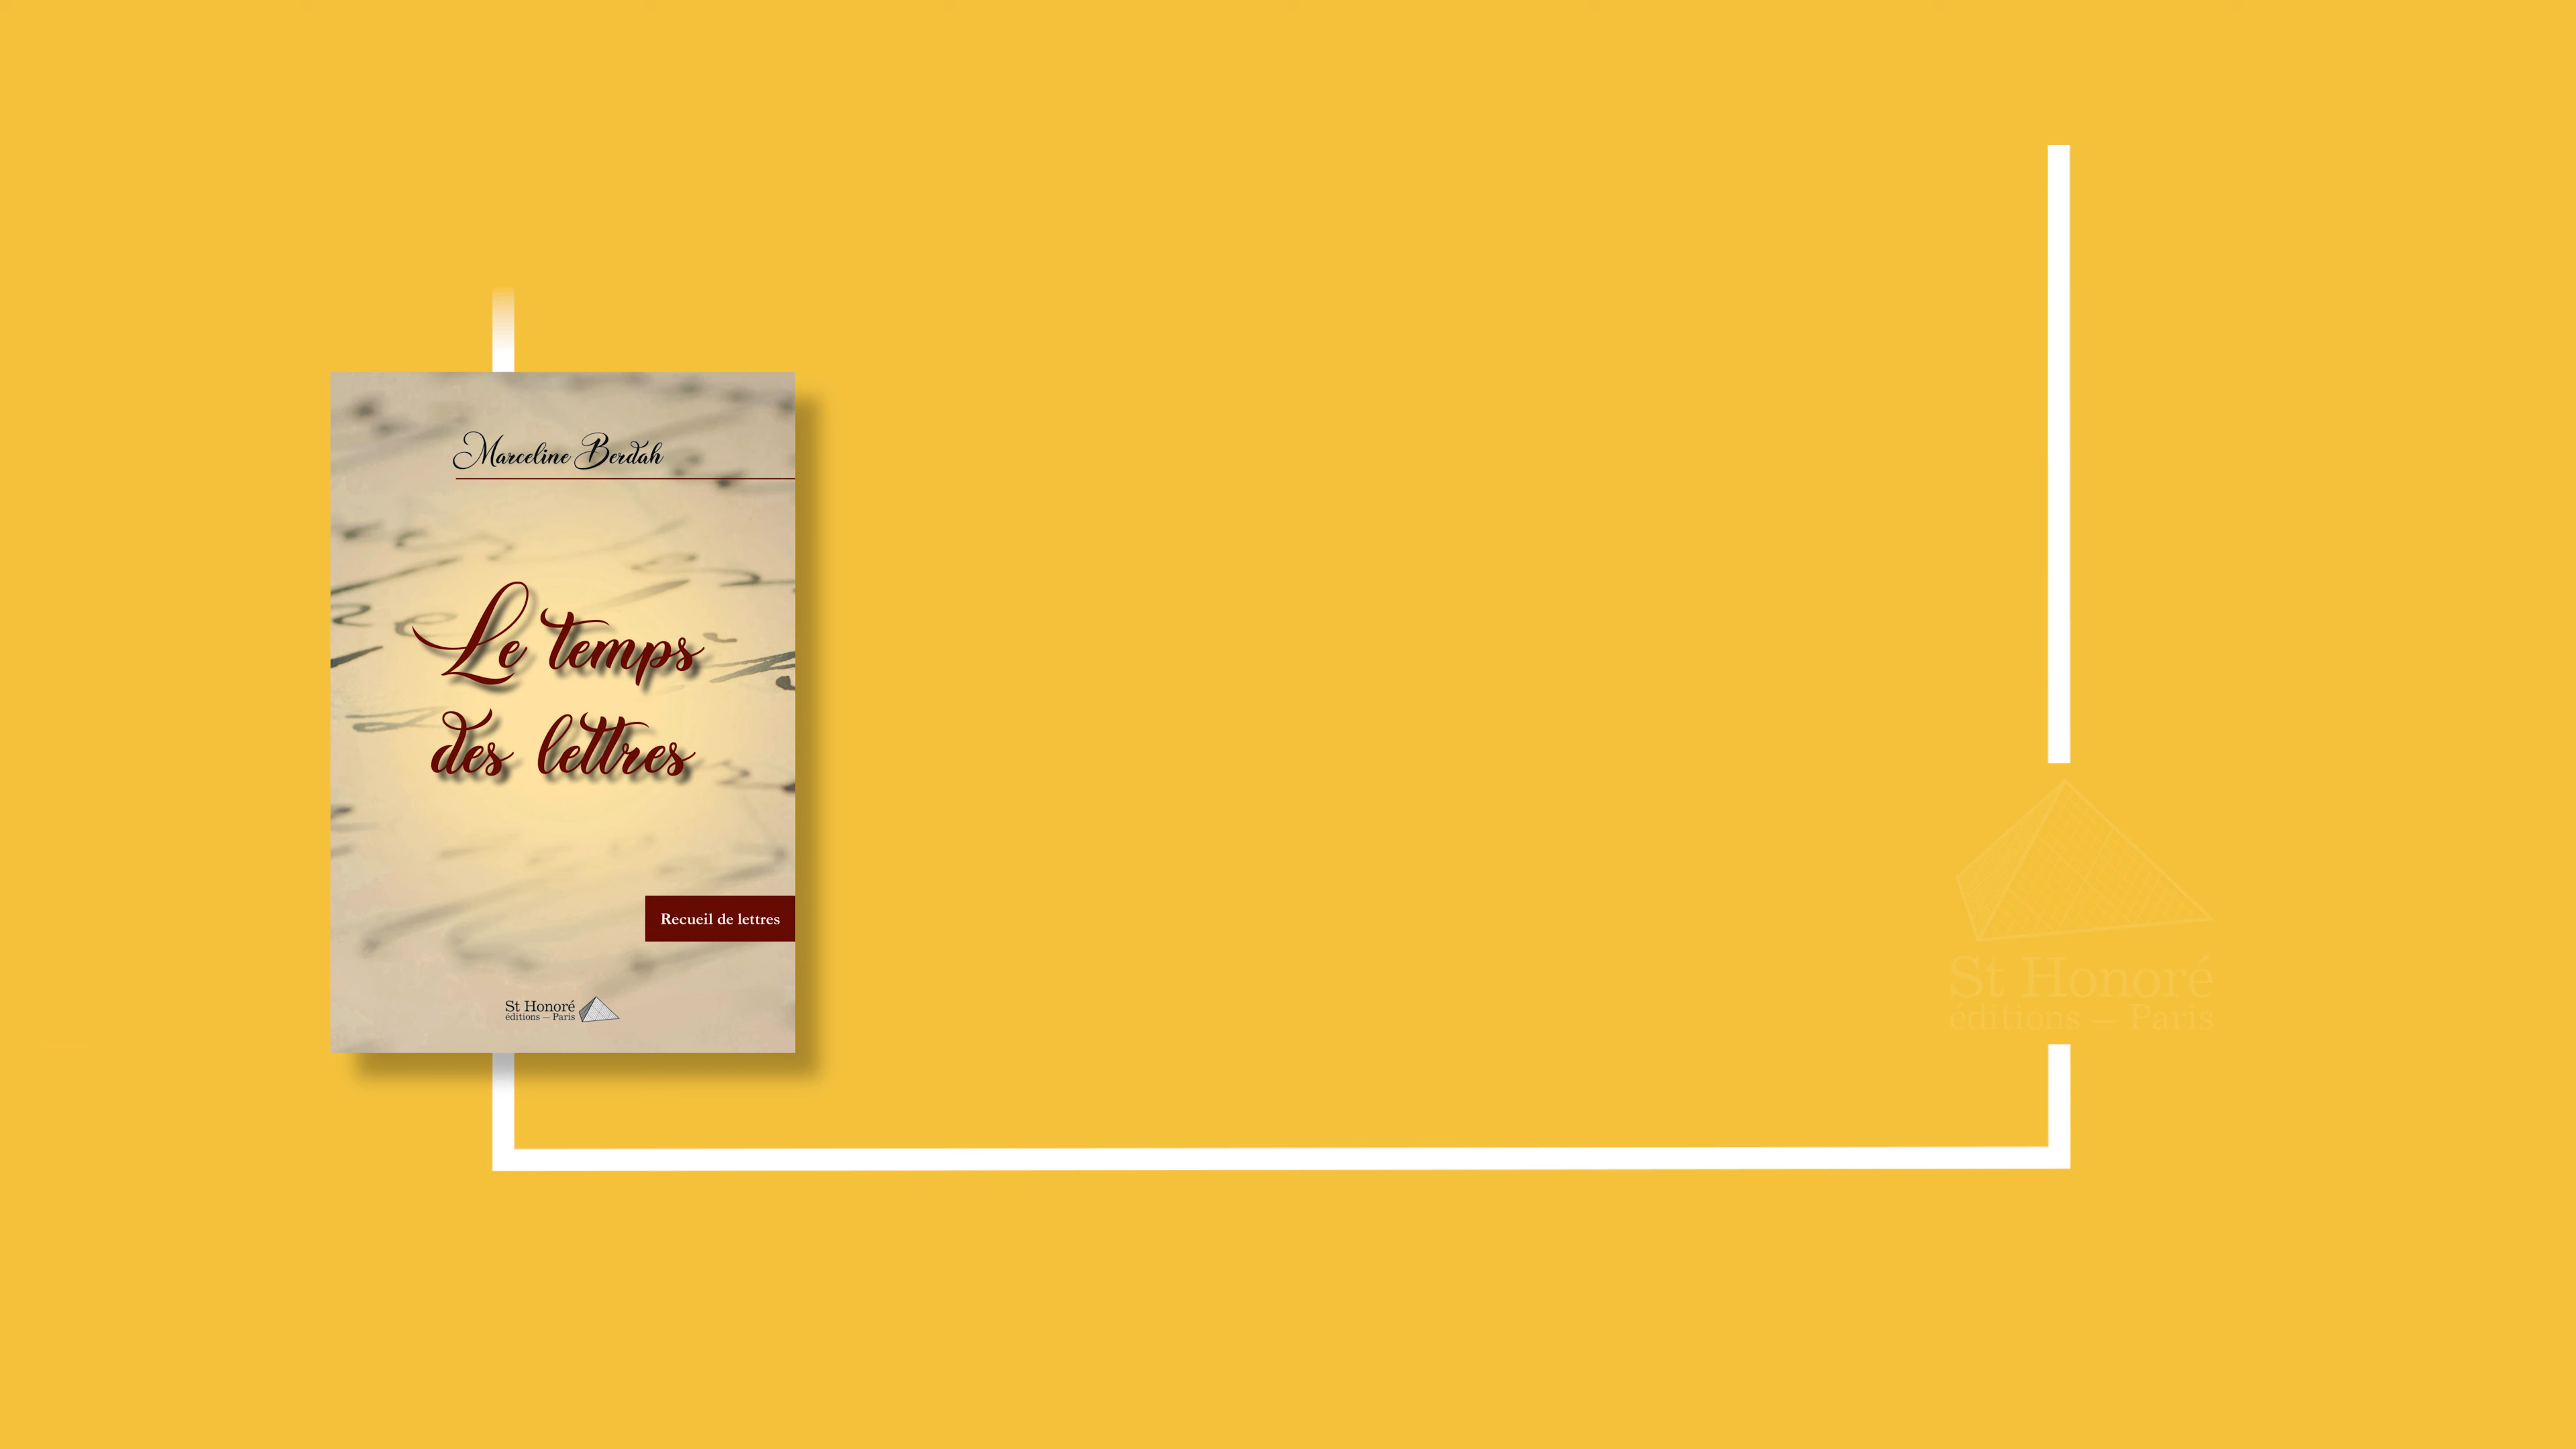 Marceline Berdah
Le temps
des lettres
Recueil de lettres
St Honoré
éditions – Paris
St Honoré
éditions – Paris